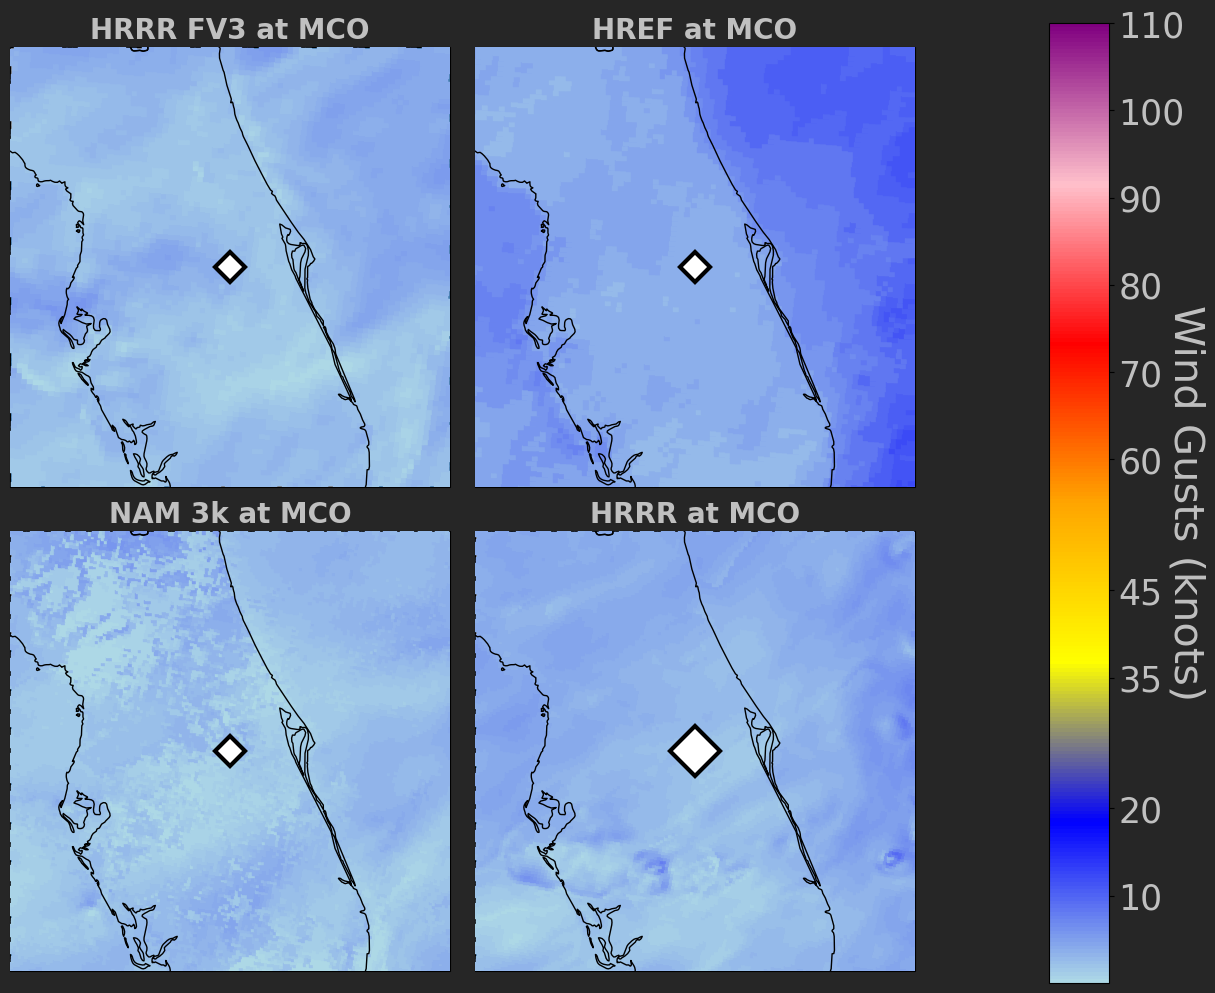 HRRR FV3 at MCO
HREF at MCO
NAM 3k at MCO
HRRR at MCO
110
100
90
80
70
60
45
35
20
10
Wind Gusts (knots)